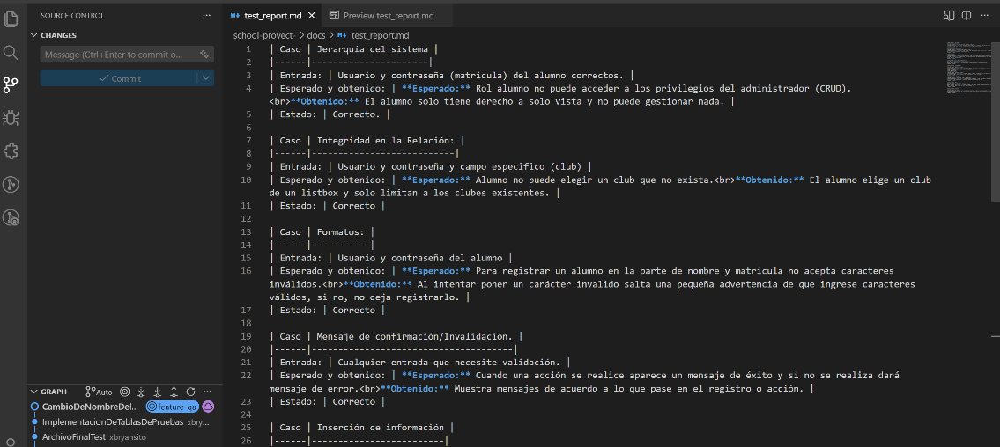 SOURCE CONTROL
...
test_report.md
Preview test_report.md
...
CHANGES
school-proyect- > docs > test_report.md
Message (Ctrl+Enter to commit o...
Commit
1 | Caso | Jerarquía del sistema |
2 |------|---------------------|
3 | Entrada: | Usuario y contraseña (matricula) del alumno correctos. |
4 | Esperado y obtenido: | **Esperado:** Rol alumno no puede acceder a los privilegios del administrador (CRUD).
<br>**Obtenido:** El alumno solo tiene derecho a solo vista y no puede gestionar nada. |
5 | Estado: | Correcto. |
6
7 | Caso | Integridad en la Relación: |
8 |------|--------------------------|
9 | Entrada: | Usuario y contraseña y campo especifico (club) |
10 | Esperado y obtenido: | **Esperado:** Alumno no puede elegir un club que no exista.<br>**Obtenido:** El alumno elige un club
de un listbox y solo limitan a los clubes existentes. |
11 | Estado: | Correcto |
12
13 | Caso | Formatos: |
14 |------|-----------|
15 | Entrada: | Usuario y contraseña del alumno |
16 | Esperado y obtenido: | **Esperado:** Para registrar un alumno en la parte de nombre y matricula no acepta caracteres
inválidos.<br>**Obtenido:** Al intentar poner un carácter invalido salta una pequeña advertencia de que ingrese caracteres
válidos, si no, no deja registrarlo. |
17 | Estado: | Correcto |
18
19 | Caso | Mensaje de confirmación/Invalidación. |
20 |------|-------------------------------------|
21 | Entrada: | Cualquier entrada que necesite validación. |
22 | Esperado y obtenido: | **Esperado:** Cuando una acción se realice aparece un mensaje de éxito y si no se realiza dará
mensaje de error.<br>**Obtenido:** Muestra mensajes de acuerdo a lo que pase en el registro o acción. |
23 | Estado: | Correcto |
24
25 | Caso | Inserción de información |
26 |------|------------------------|
GRAPH
Auto
...
CambioDeNombreDel... feature-qa
ImplementacionDeTablasDePruebas xbry...
ArchivoFinalTest xbryansito